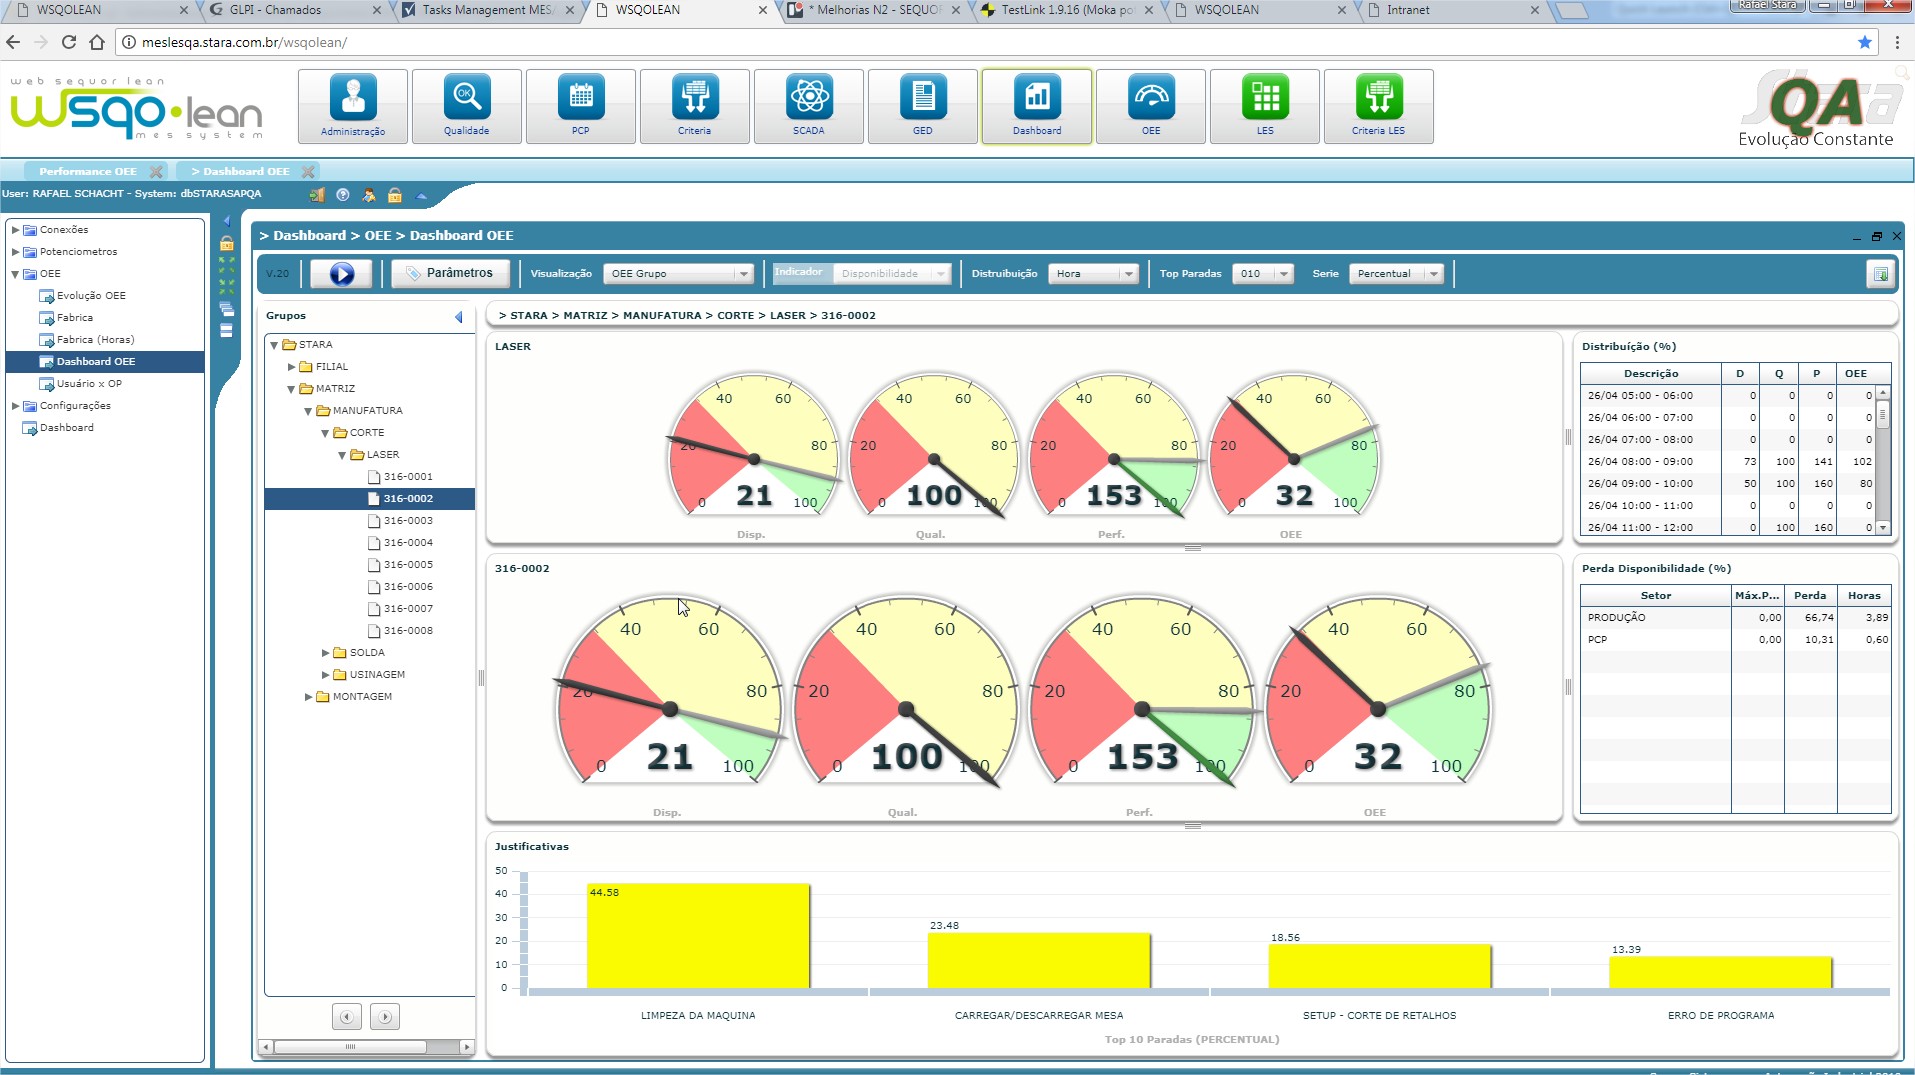 WSQOLEAN
GLPI - Chamados
Tasks Management MES/
WSQOLEAN
* Melhorias N2 - SEQUOR
TestLink 1.9.16 (Moka po
WSQOLEAN
Intranet
Rafael Stara
meslesqa.stara.com.br/wsqolean/
web sequor lean
wsqo•lean
mes system
Administração
Qualidade
PCP
Criteria
SCADA
GED
Dashboard
OEE
LES
Criteria LES
QA
Evolução Constante
Performance OEE
> Dashboard OEE
User: RAFAEL SCHACHT - System: dbSTARASAPQA
Conexões
Potenciometros
OEE
Evolução OEE
Fabrica
Fabrica (Horas)
Dashboard OEE
Usuário x OP
Configurações
Dashboard
> Dashboard > OEE > Dashboard OEE
V.20
Parâmetros
Visualização
OEE Grupo
Indicador
Disponibilidade
Distruibuição
Hora
Top Paradas
010
Serie
Percentual
Grupos
STARA
FILIAL
MATRIZ
MANUFATURA
CORTE
LASER
316-0001
316-0002
316-0003
316-0004
316-0005
316-0006
316-0007
316-0008
SOLDA
USINAGEM
MONTAGEM
> STARA > MATRIZ > MANUFATURA > CORTE > LASER > 316-0002
LASER
0 20 40 60 80 100
21
Disp.
0 20 40 60 80 100
100
Qual.
0 20 40 60 80 100
153
Perf.
0 20 40 60 80 100
32
OEE
Distribuíção (%)
Descrição D Q P OEE
26/04 05:00 - 06:00 0 0 0 0
26/04 06:00 - 07:00 0 0 0 0
26/04 07:00 - 08:00 0 0 0 0
26/04 08:00 - 09:00 73 100 141 102
26/04 09:00 - 10:00 50 100 160 80
26/04 10:00 - 11:00 0 0 0 0
26/04 11:00 - 12:00 0 100 160 0
316-0002
0 20 40 60 80 100
21
Disp.
0 20 40 60 80 100
100
Qual.
0 20 40 60 80 100
153
Perf.
0 20 40 60 80 100
32
OEE
Perda Disponibilidade (%)
Setor Máx.P... Perda Horas
PRODUÇÃO 0,00 66,74 3,89
PCP 0,00 10,31 0,60
Justificativas
50
40
30
20
10
0
44.58
23.48
18.56
13.39
LIMPEZA DA MAQUINA
CARREGAR/DESCARREGAR MESA
SETUP - CORTE DE RETALHOS
ERRO DE PROGRAMA
Top 10 Paradas (PERCENTUAL)